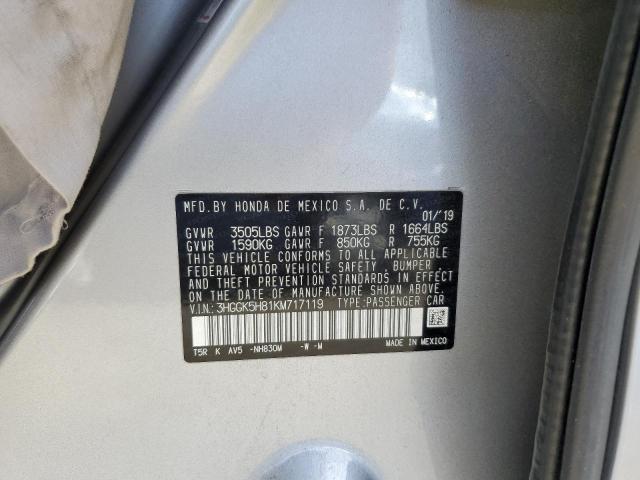 MFD. BY HONDA DE MEXICO S.A. DE C.V.
01/'19
GVWR 3505LBS GAWR F 1873LBS R 1664LBS
GVWR 1590KG GAWR F 850KG R 755KG
THIS VEHICLE CONFORMS TO ALL APPLICABLE
FEDERAL MOTOR VEHICLE SAFETY, BUMPER
AND THEFT PREVENTION STANDARDS IN EFFECT
ON THE DATE OF MANUFACTURE SHOWN ABOVE.
V.I.N.: 3HGGK5H81KM717119 TYPE:PASSENGER CAR
T5R K AV5 -NH830M -W -M MADE IN MEXICO